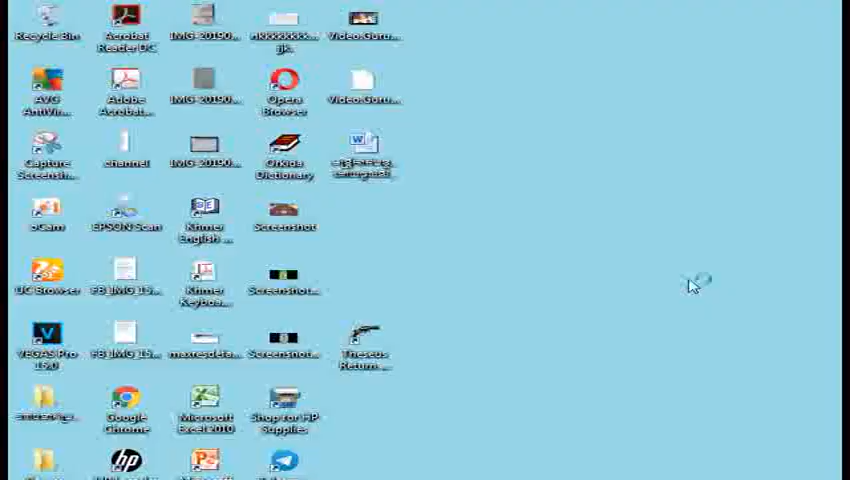 Recycle Bin
Acrobat
Reader DC
IMG-20190...
Video.Guru...
AVG
AntiVir...
Adobe
Acrobat...
IMG-20190...
Opera
Browser
Video.Guru...
Capture
Screensh...
channel
IMG-20190...
Dictionary
EPSON Scan
Khmer
English ...
Screenshot
UC Browser
FB_IMG_15...
Khmer
Keyboa...
Screenshot...
VEGAS Pro
15.0
FB_IMG_15...
maxresdefa...
Screenshot...
Theseus
Return ...
Google
Chrome
Microsoft
Excel 2010
Shop for HP
Supplies